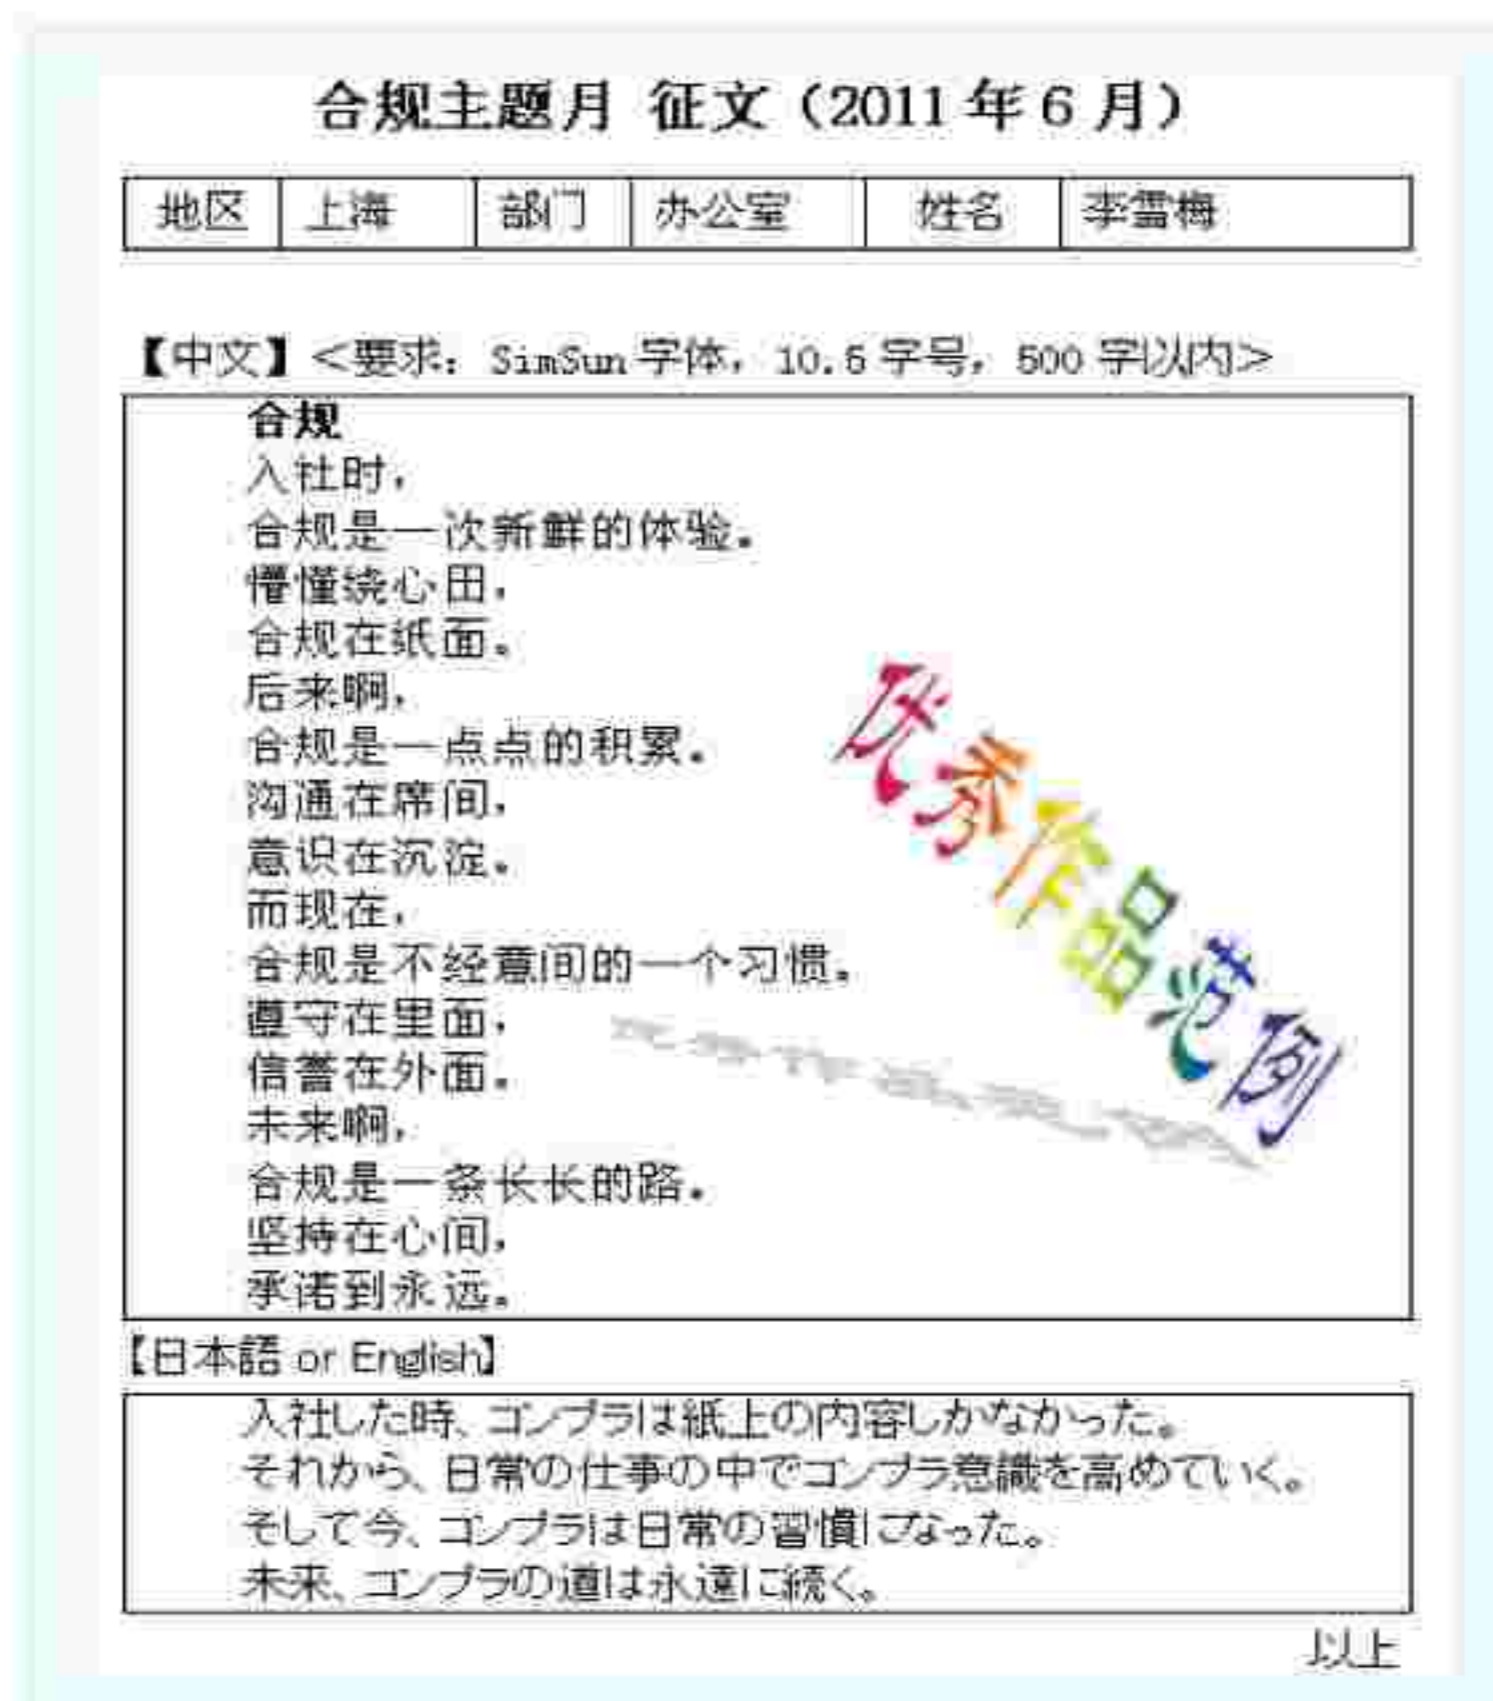 合规主题月 征文（2011年6月）
地区 上海 部门 办公室 姓名 李雪梅
【中文】＜要求：SimSun字体，10.5字号，500字以内＞
合规
入社时，
合规是一次新鲜的体验。
懵懂绕心田，
合规在纸面。
后来啊，
合规是一点点的积累。
沟通在席间，
意识在沉淀。
而现在，
合规是不经意间的一个习惯。
遵守在里面，
信誉在外面。
未来啊，
合规是一条长长的路。
坚持在心间，
承诺到永远。
优秀作品范例
【日本語 or English】
入社した時、コンプラは紙上の内容しかなかった。
それから、日常の仕事の中でコンプラ意識を高めていく。
そして今、コンプラは日常の習慣になった。
未来、コンプラの道は永遠に続く。
以上